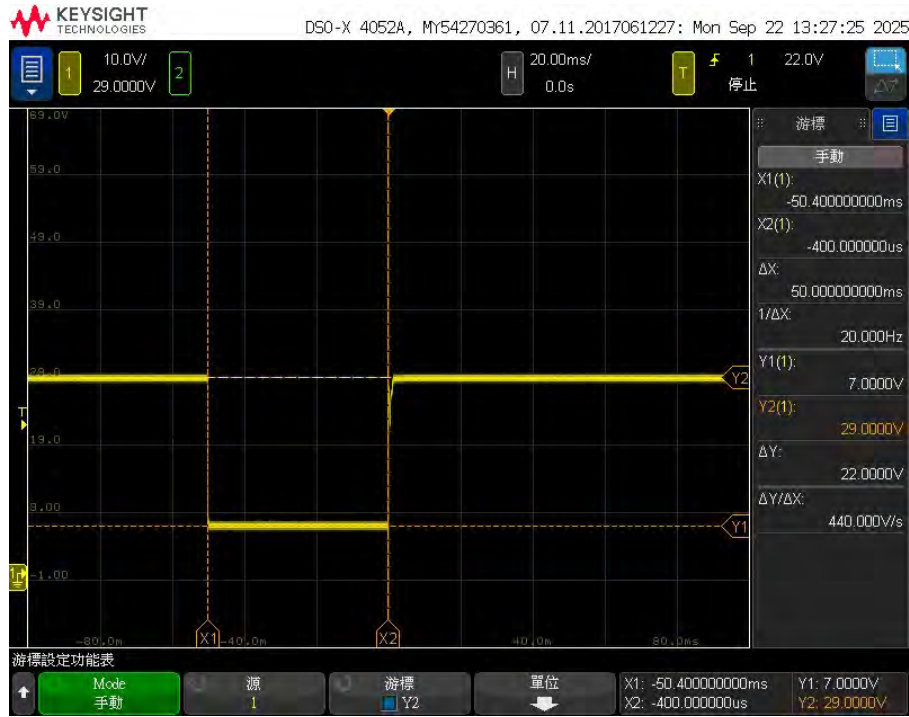 KEYSIGHT
TECHNOLOGIES
DSO-X 4052A, MY54270361, 07.11.2017061227: Mon Sep 22 13:27:25 2025
1
10.0V/
29.0000V
2
H
20.00ms/
0.0s
T
1
22.0V
停止
69.0V
59.0
49.0
39.0
29.0
19.0
9.00
-1.00
T
Y2
Y1
X1
X2
-80.0m
-40.0m
40.0m
80.0ms
游標
手動
X1(1):
-50.400000000ms
X2(1):
-400.000000us
ΔX:
50.000000000ms
1/ΔX:
20.000Hz
Y1(1):
7.0000V
Y2(1):
29.0000V
ΔY:
22.0000V
ΔY/ΔX:
440.000V/s
游標設定功能表
Mode
手動
源
1
游標
Y2
單位
X1: -50.400000000ms
X2: -400.000000us
Y1: 7.0000V
Y2: 29.0000V